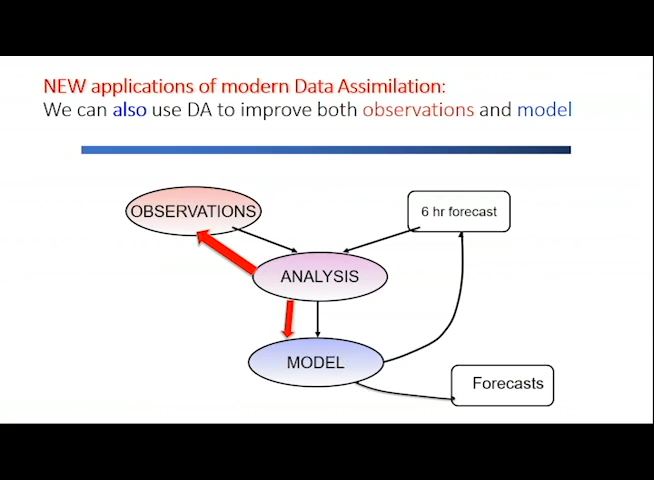 NEW applications of modern Data Assimilation:
We can also use DA to improve both observations and model
OBSERVATIONS
6 hr forecast
ANALYSIS
MODEL
Forecasts